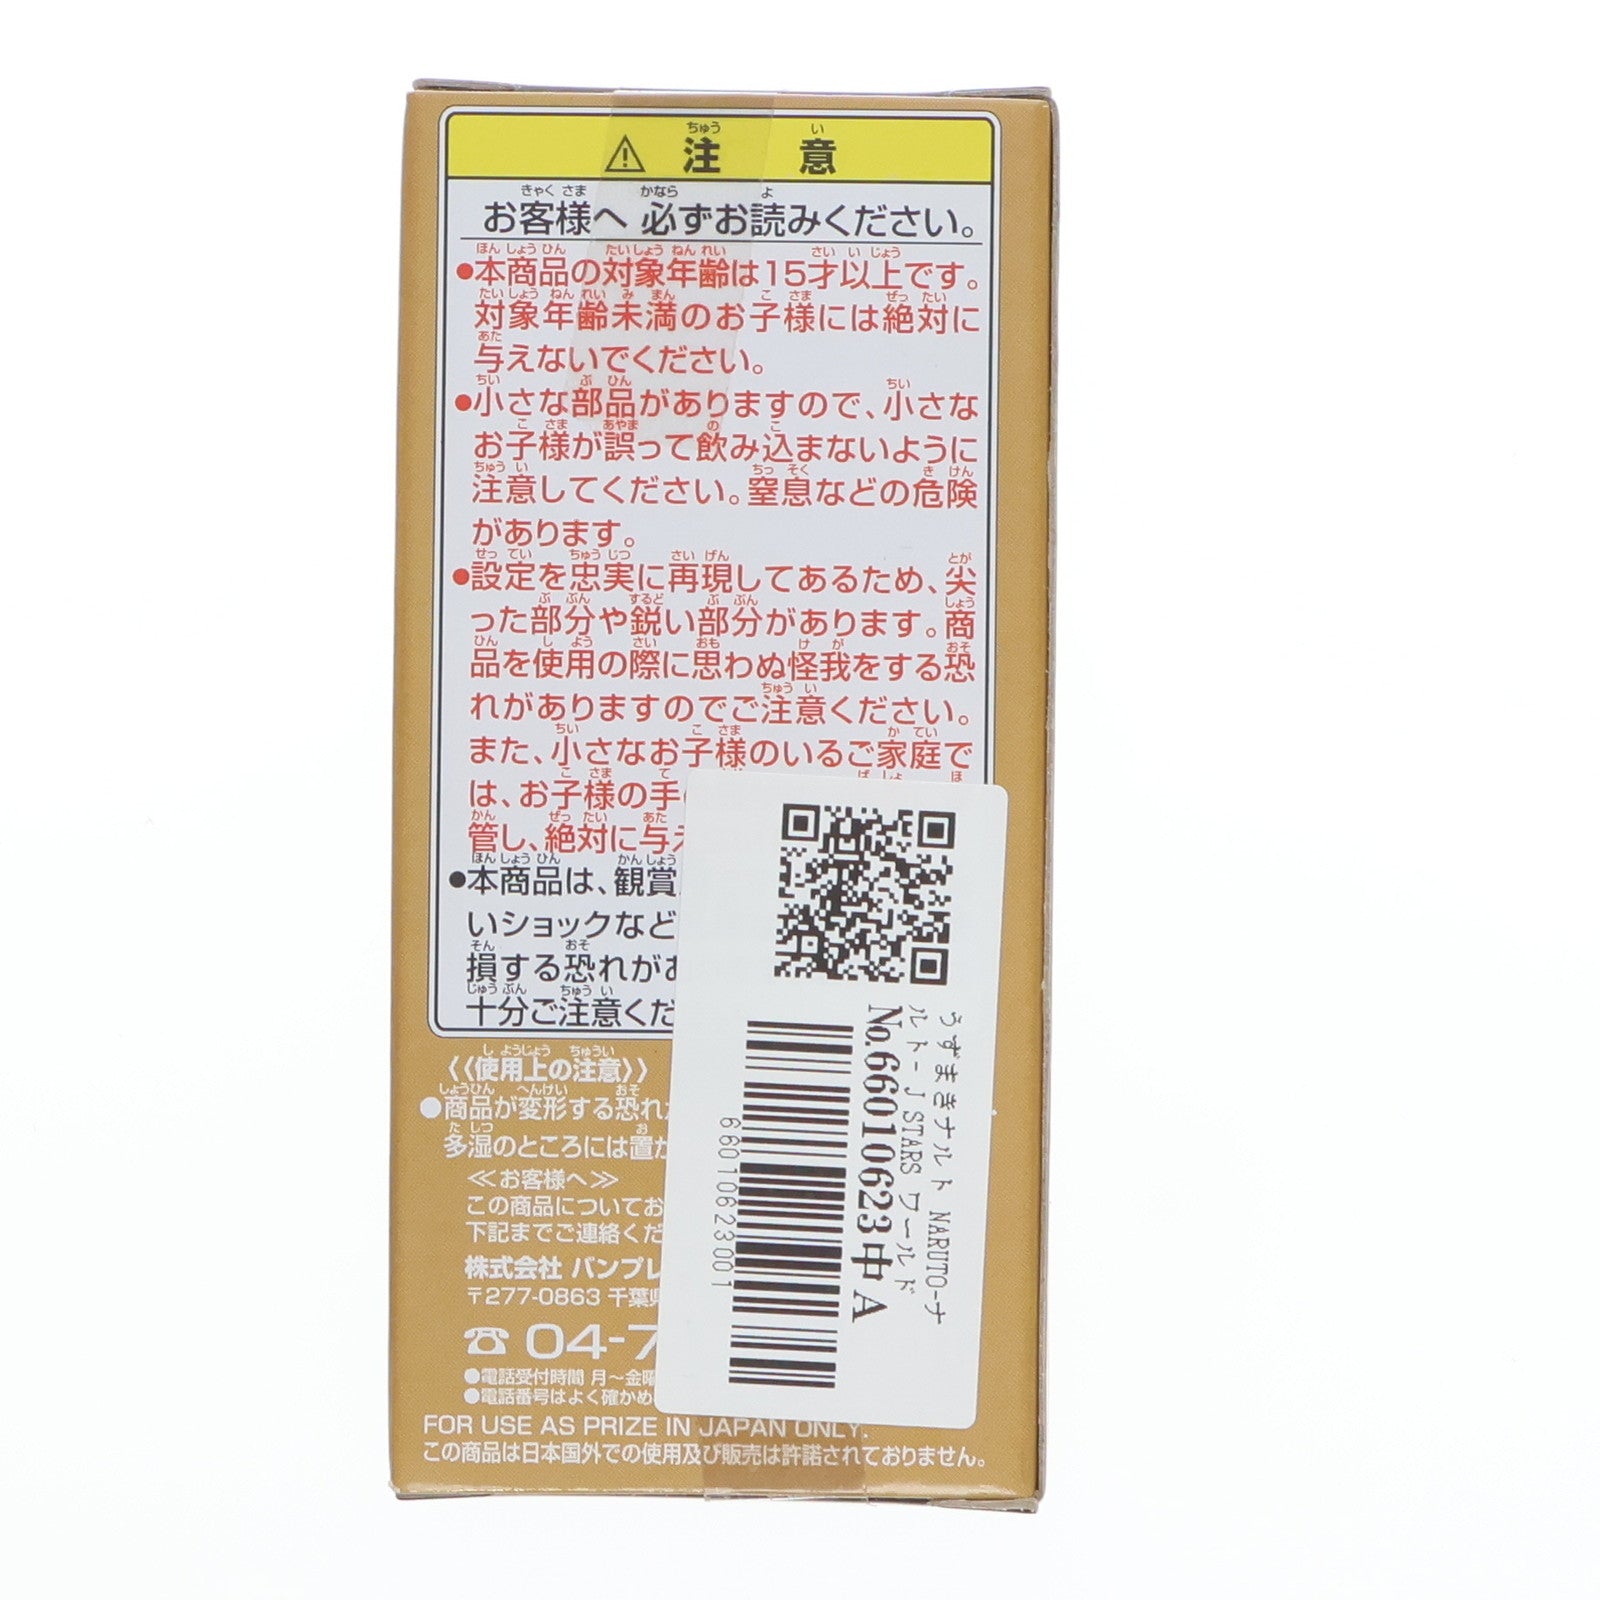 ⚠ 注意
お客様へ 必ずお読みください。
●本商品の対象年齢は15才以上です。
対象年齢未満のお子様には絶対に
与えないでください。
●小さな部品がありますので、小さな
お子様が誤って飲み込まないように
注意してください。窒息などの危険
があります。
●設定を忠実に再現してあるため、尖
った部分や鋭い部分があります。商
品を使用の際に思わぬ怪我をする恐
れがありますのでご注意ください。
また、小さなお子様のいるご家庭で
は、お子様の手
管し、絶対に与え
●本商品は、観賞
いショックなど
損する恐れがあ
十分ご注意くだ
《使用上の注意》
●商品が変形する恐れ
多湿のところには置か
≪お客様へ≫
この商品についてお
下記までご連絡くだ
株式会社 バンプレ
〒277-0863 千葉県
☎ 04-7
●電話受付時間 月～金曜
●電話番号はよく確かめ
FOR USE AS PRIZE IN JAPAN ONLY.
この商品は日本国外での使用及び販売は許諾されておりません。
うずまきナルト NARUTO-ナ
ルト- J STARS ワールド
No.66010623中 A
66010623001